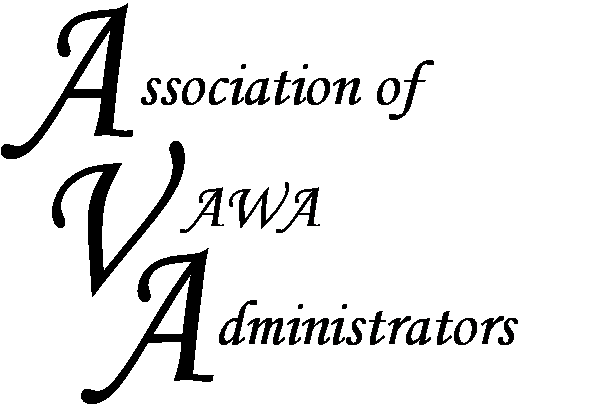 Association of
VAWA
Administrators